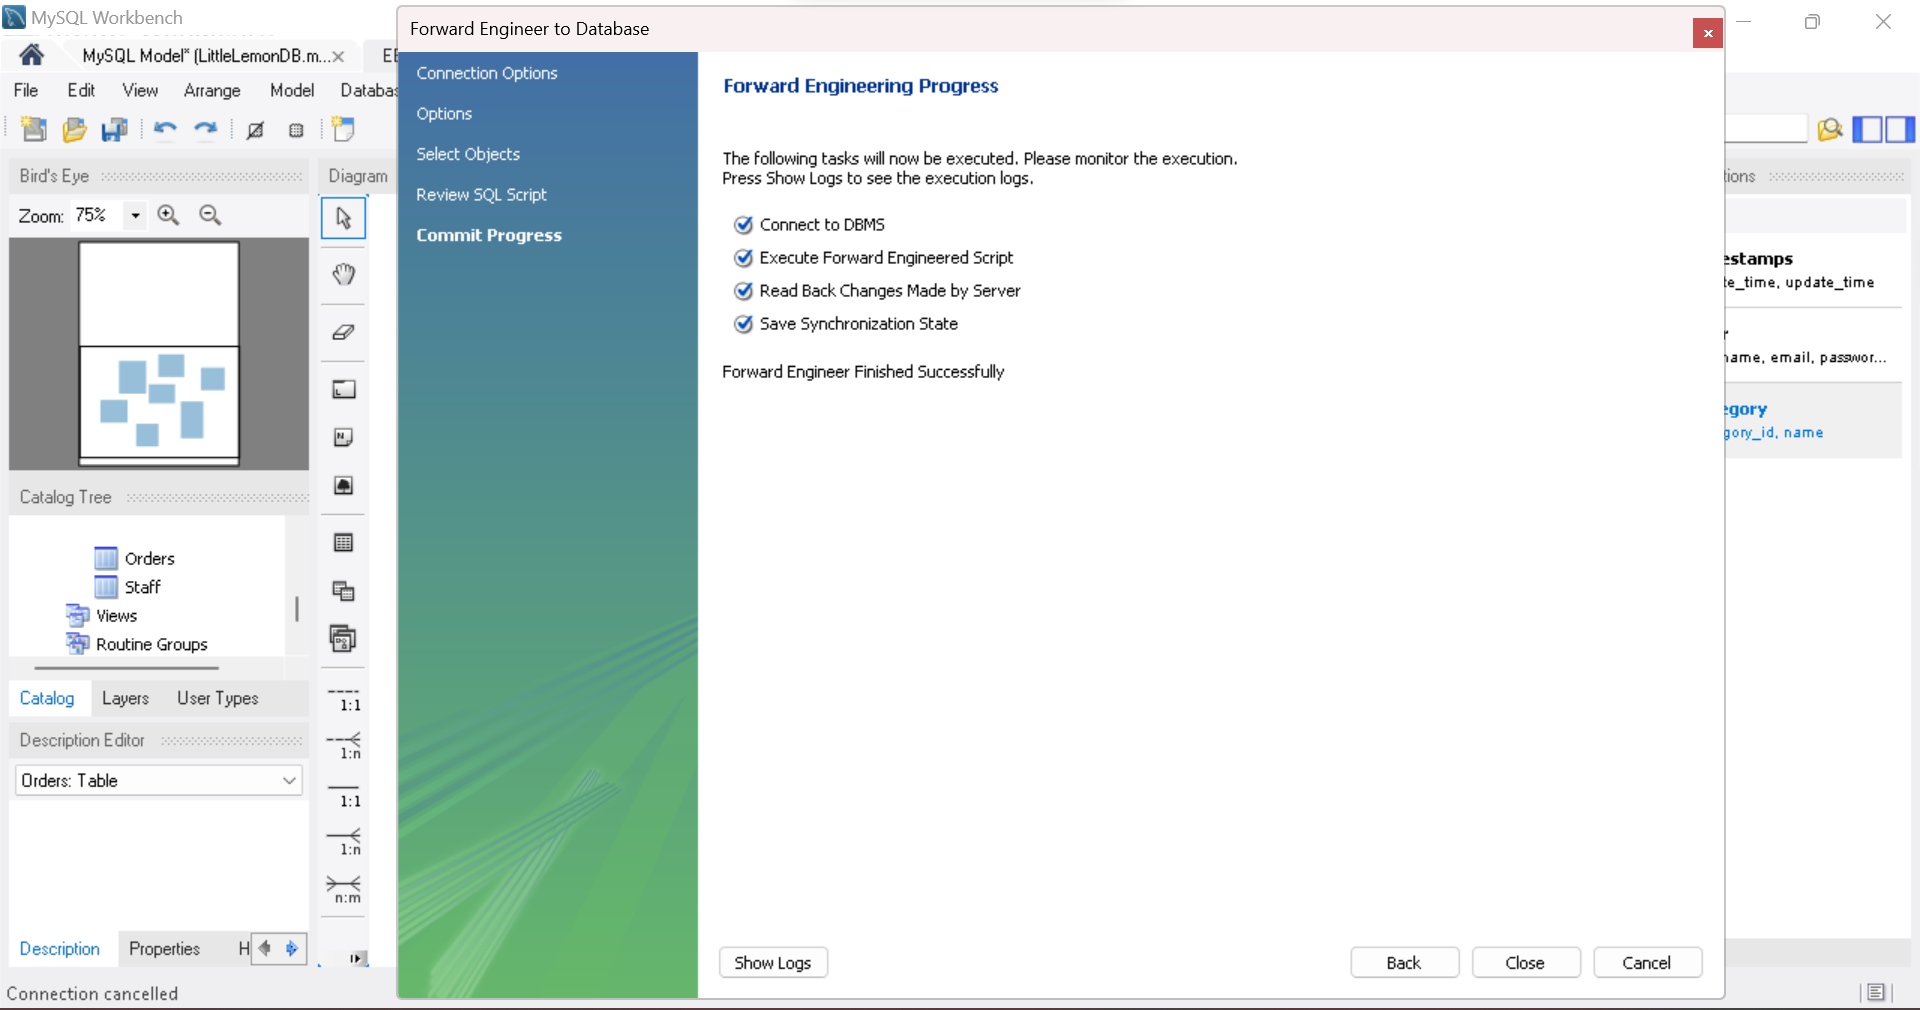 MySQL Workbench
MySQL Model* (LittleLemonDB.m...
File Edit View Arrange Model
Bird's Eye
Diagram
Zoom: 75%
Catalog Tree
Orders
Staff
Views
Routine Groups
Catalog Layers User Types
Description Editor
Orders: Table
Description Properties H
Connection cancelled
1:1
1:n
1:1
1:n
n:m
Forward Engineer to Database
Connection Options
Options
Select Objects
Review SQL Script
Commit Progress
Forward Engineering Progress
The following tasks will now be executed. Please monitor the execution.
Press Show Logs to see the execution logs.
Connect to DBMS
Execute Forward Engineered Script
Read Back Changes Made by Server
Save Synchronization State
Forward Engineer Finished Successfully
Show Logs Back Close Cancel
estamps
te_time, update_time
name, email, passwor...
egory
gory_id, name